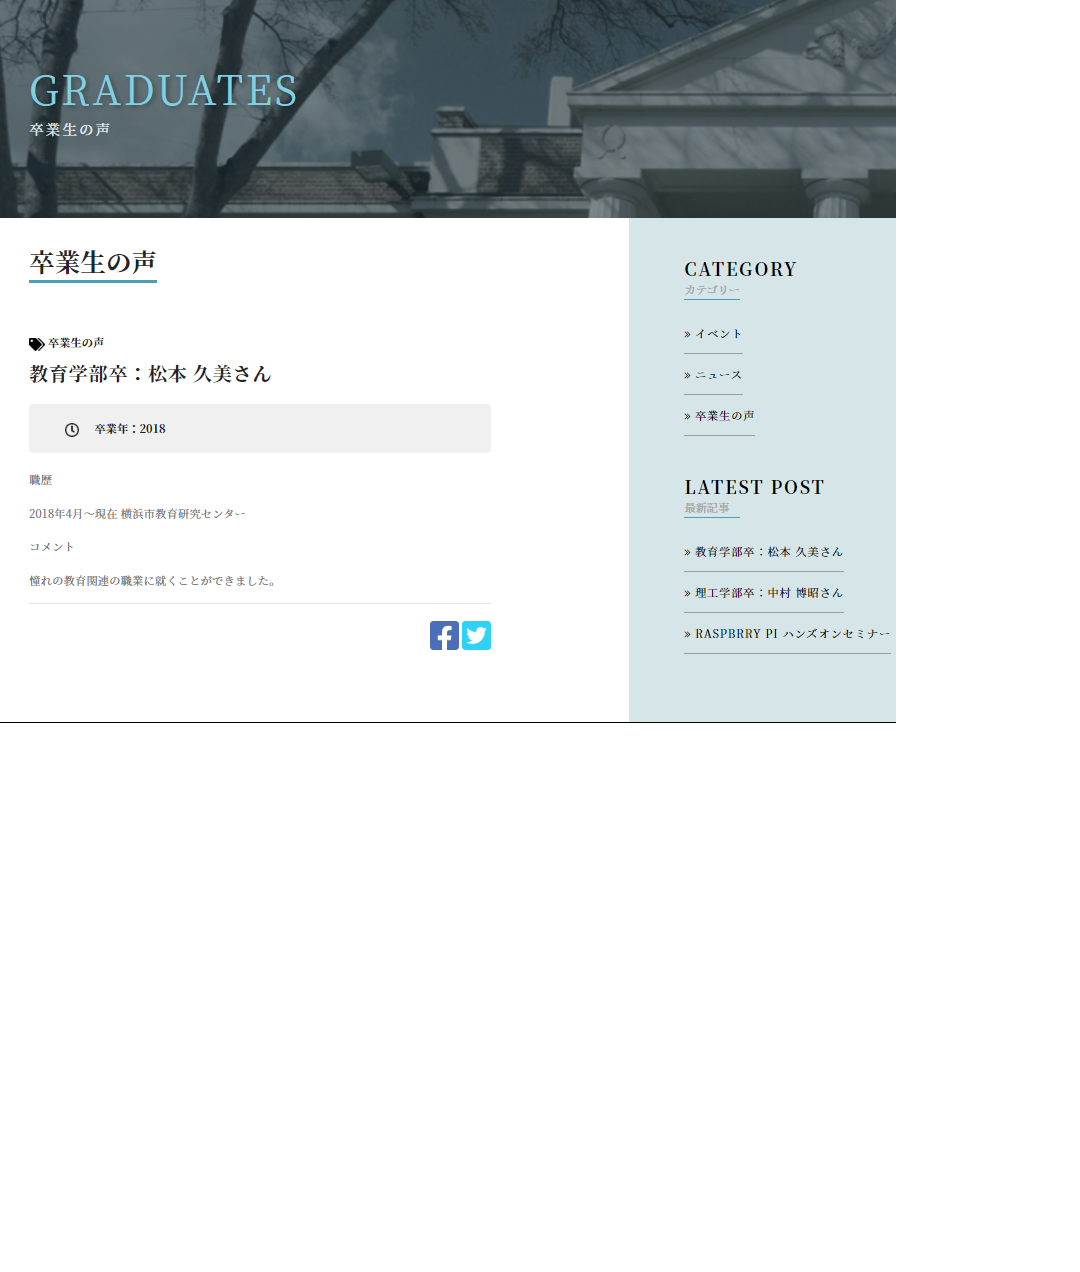 GRADUATES
卒業生の声
卒業生の声
卒業生の声
教育学部卒：松本 久美さん
卒業年：2018
職歴
2018年4月〜現在 横浜市教育研究センター
コメント
憧れの教育関連の職業に就くことができました。
CATEGORY
カテゴリー
» イベント
» ニュース
» 卒業生の声
LATEST POST
最新記事
» 教育学部卒：松本 久美さん
» 理工学部卒：中村 博昭さん
» RASPBRRY PI ハンズオンセミナー